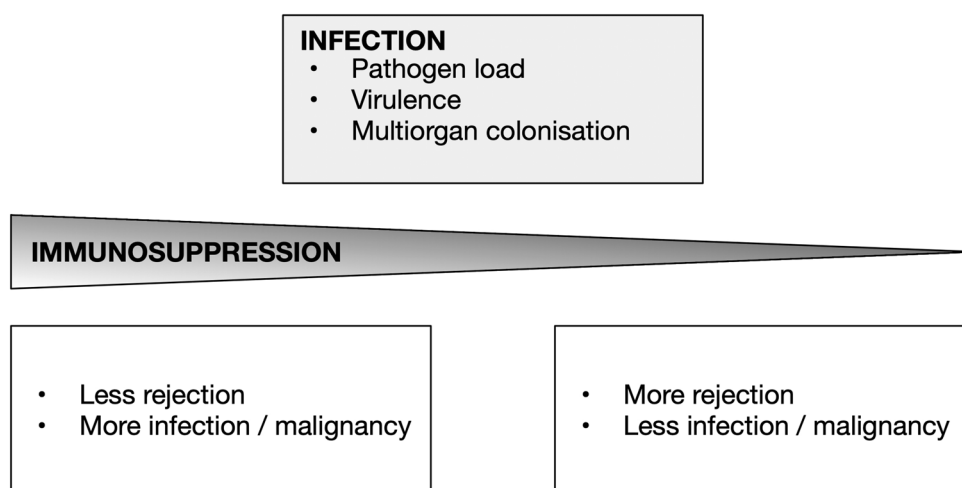 INFECTION
• Pathogen load
• Virulence
• Multiorgan colonisation
IMMUNOSUPPRESSION
• Less rejection
• More infection / malignancy
• More rejection
• Less infection / malignancy